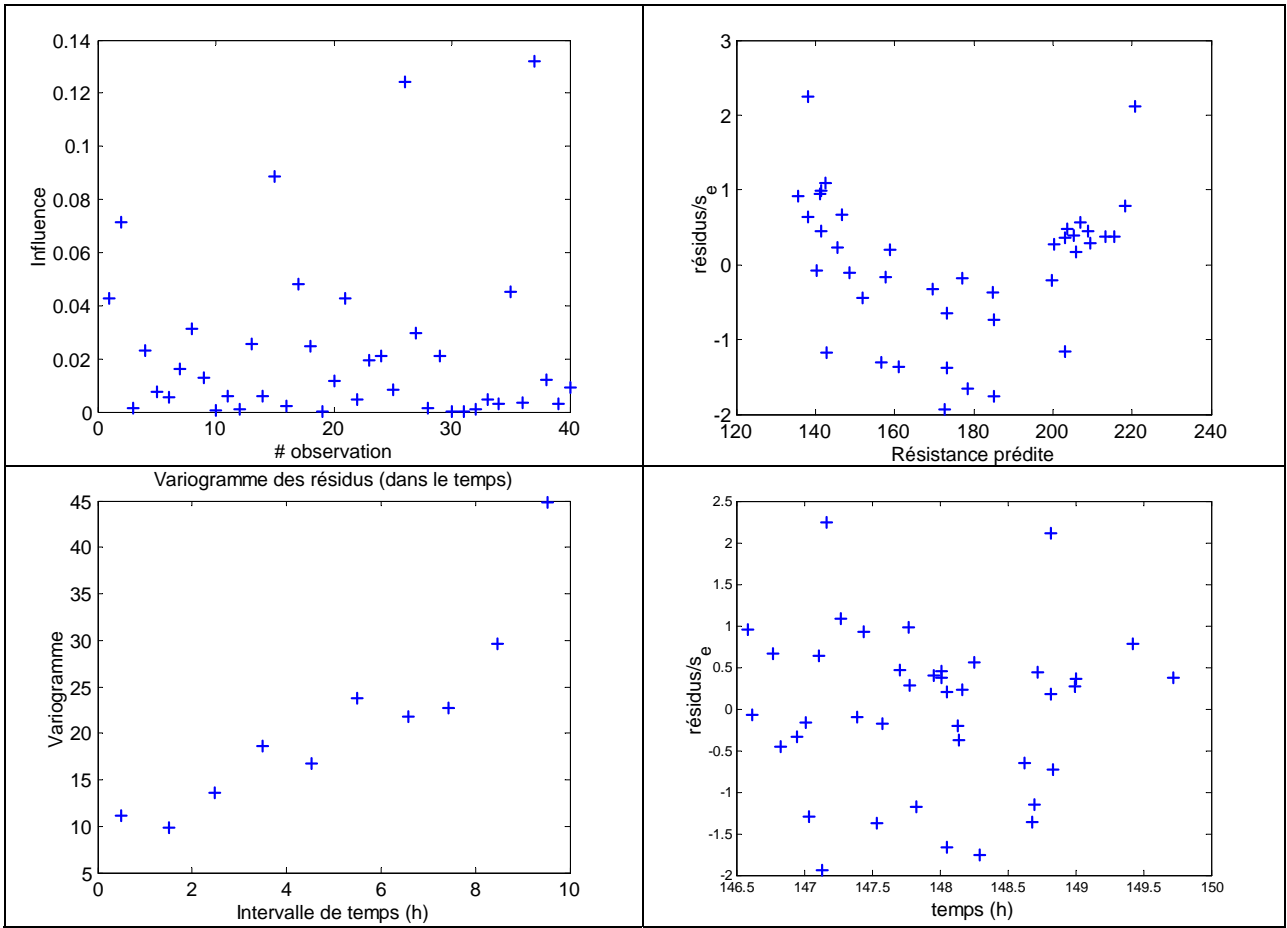 0.14
0.12
0.1
0.08
0.06
0.04
0.02
0
0 10 20 30 40
Influence
# observation
3
2
1
0
-1
-2
120 140 160 180 200 220 240
résidus/s_e
Résistance prédite
Variogramme des résidus (dans le temps)
45
40
35
30
25
20
15
10
5
0 2 4 6 8 10
Variogramme
Intervalle de temps (h)
2.5
2
1.5
1
0.5
0
-0.5
-1
-1.5
-2
146.5 147 147.5 148 148.5 149 149.5 150
résidus/s_e
temps (h)